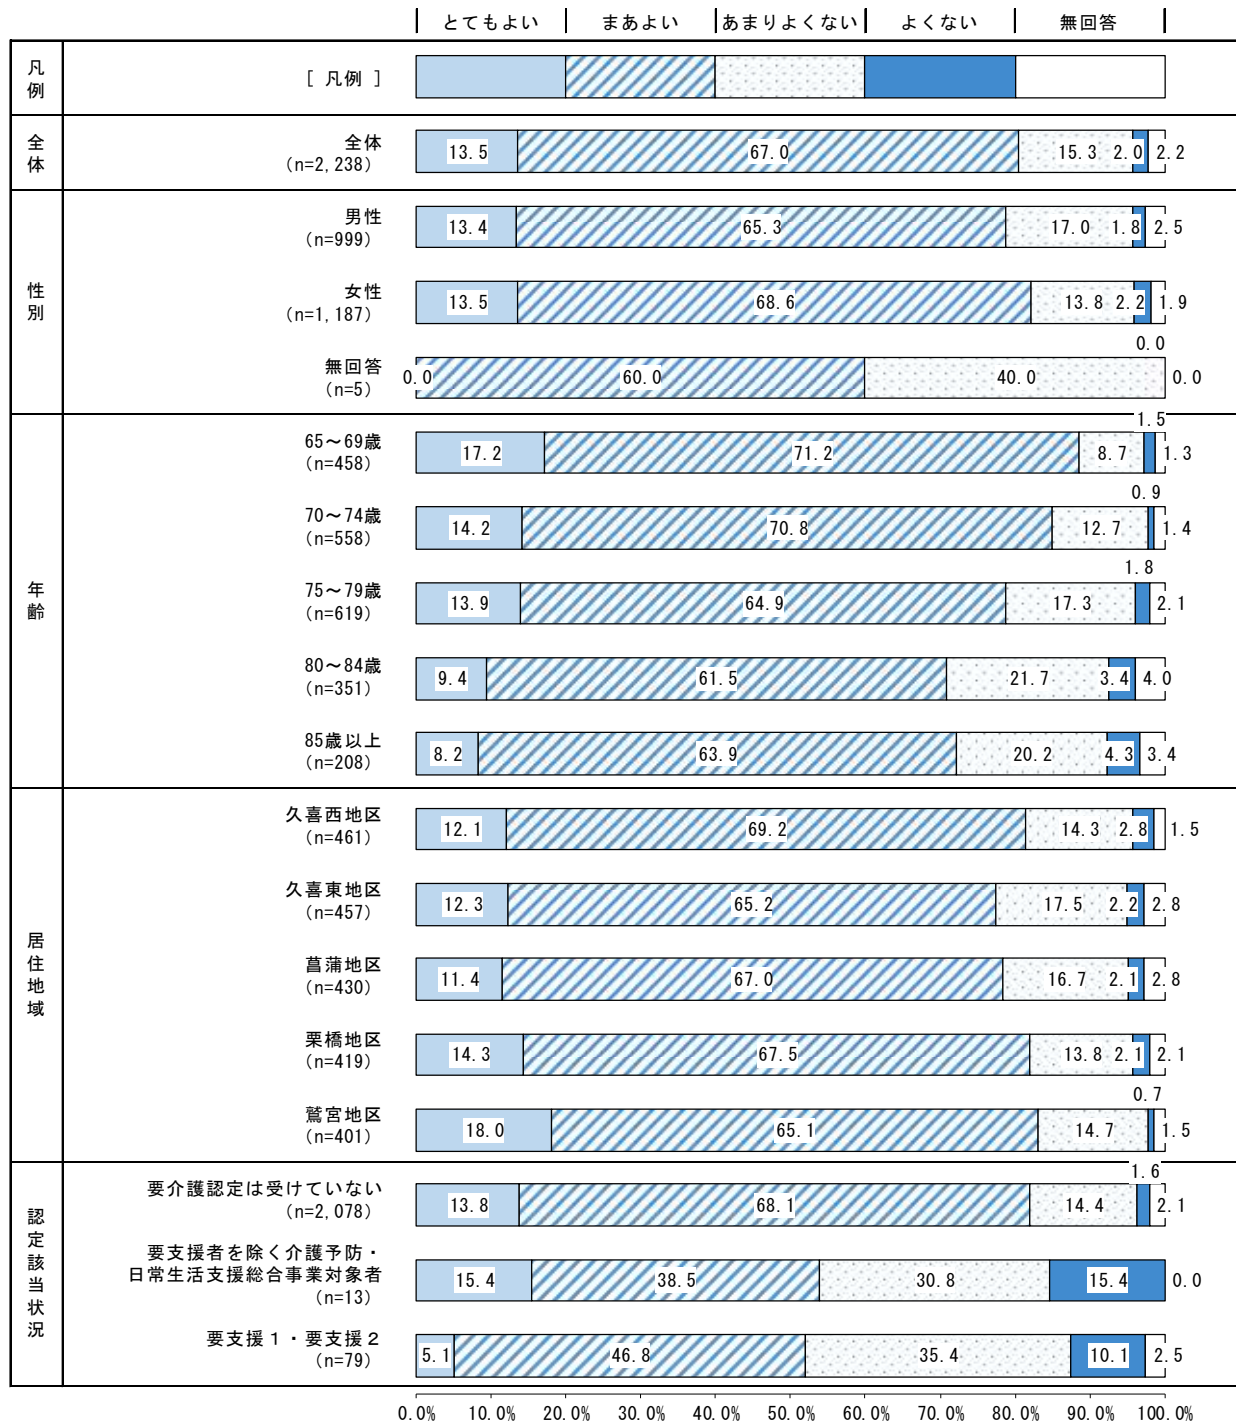 とてもよい まあよい あまりよくない よくない 無回答
凡例 [ 凡例 ]
全体 全体
(n=2,238) 13.5 67.0 15.3 2.0 2.2
性別 男性
(n=999) 13.4 65.3 17.0 1.8 2.5
女性
(n=1,187) 13.5 68.6 13.8 2.2 1.9
0.0
無回答
(n=5) 0.0 60.0 40.0 0.0
1.5
年齢 65～69歳
(n=458) 17.2 71.2 8.7 1.3
0.9
70～74歳
(n=558) 14.2 70.8 12.7 1.4
1.8
75～79歳
(n=619) 13.9 64.9 17.3 2.1
80～84歳
(n=351) 9.4 61.5 21.7 3.4 4.0
85歳以上
(n=208) 8.2 63.9 20.2 4.3 3.4
居住地域 久喜西地区
(n=461) 12.1 69.2 14.3 2.8 1.5
久喜東地区
(n=457) 12.3 65.2 17.5 2.2 2.8
菖蒲地区
(n=430) 11.4 67.0 16.7 2.1 2.8
栗橋地区
(n=419) 14.3 67.5 13.8 2.1 2.1
0.7
鷲宮地区
(n=401) 18.0 65.1 14.7 1.5
1.6
認定該当状況 要介護認定は受けていない
(n=2,078) 13.8 68.1 14.4 2.1
要支援者を除く介護予防・
日常生活支援総合事業対象者
(n=13) 15.4 38.5 30.8 15.4 0.0
要支援１・要支援２
(n=79) 5.1 46.8 35.4 10.1 2.5
0.0% 10.0% 20.0% 30.0% 40.0% 50.0% 60.0% 70.0% 80.0% 90.0% 100.0%